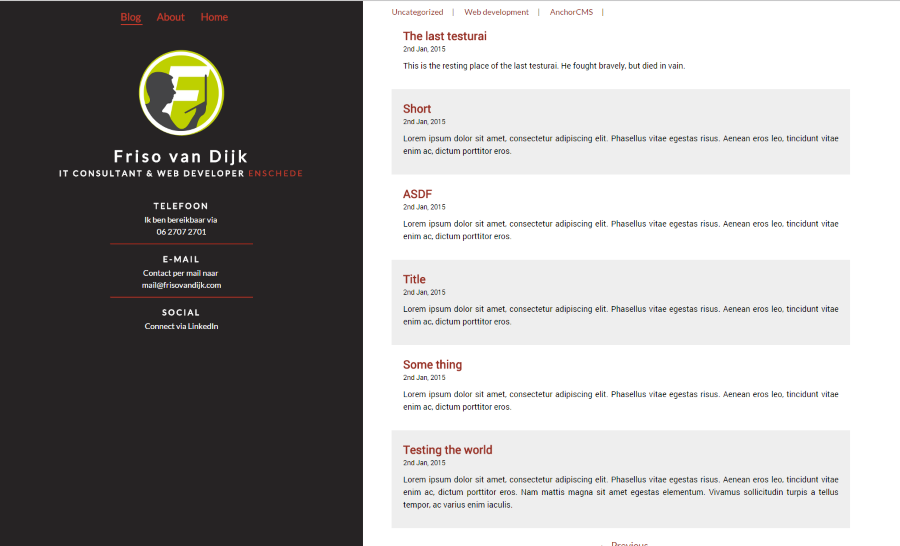 Blog About Home
Friso van Dijk
IT CONSULTANT & WEB DEVELOPER ENSCHEDE
TELEFOON
Ik ben bereikbaar via
06 2707 2701
E-MAIL
Contact per mail naar
mail@frisovandijk.com
SOCIAL
Connect via LinkedIn
Uncategorized | Web development | AnchorCMS |
The last testurai
2nd Jan, 2015
This is the resting place of the last testurai. He fought bravely, but died in vain.
Short
2nd Jan, 2015
Lorem ipsum dolor sit amet, consectetur adipiscing elit. Phasellus vitae egestas risus. Aenean eros leo, tincidunt vitae
enim ac, dictum porttitor eros.
ASDF
2nd Jan, 2015
Lorem ipsum dolor sit amet, consectetur adipiscing elit. Phasellus vitae egestas risus. Aenean eros leo, tincidunt vitae
enim ac, dictum porttitor eros.
Title
2nd Jan, 2015
Lorem ipsum dolor sit amet, consectetur adipiscing elit. Phasellus vitae egestas risus. Aenean eros leo, tincidunt vitae
enim ac, dictum porttitor eros.
Some thing
2nd Jan, 2015
Lorem ipsum dolor sit amet, consectetur adipiscing elit. Phasellus vitae egestas risus. Aenean eros leo, tincidunt vitae
enim ac, dictum porttitor eros.
Testing the world
2nd Jan, 2015
Lorem ipsum dolor sit amet, consectetur adipiscing elit. Phasellus vitae egestas risus. Aenean eros leo, tincidunt vitae
enim ac, dictum porttitor eros. Nam mattis magna sit amet egestas elementum. Vivamus sollicitudin turpis a tellus
tempor, ac varius enim iaculis.
Previous